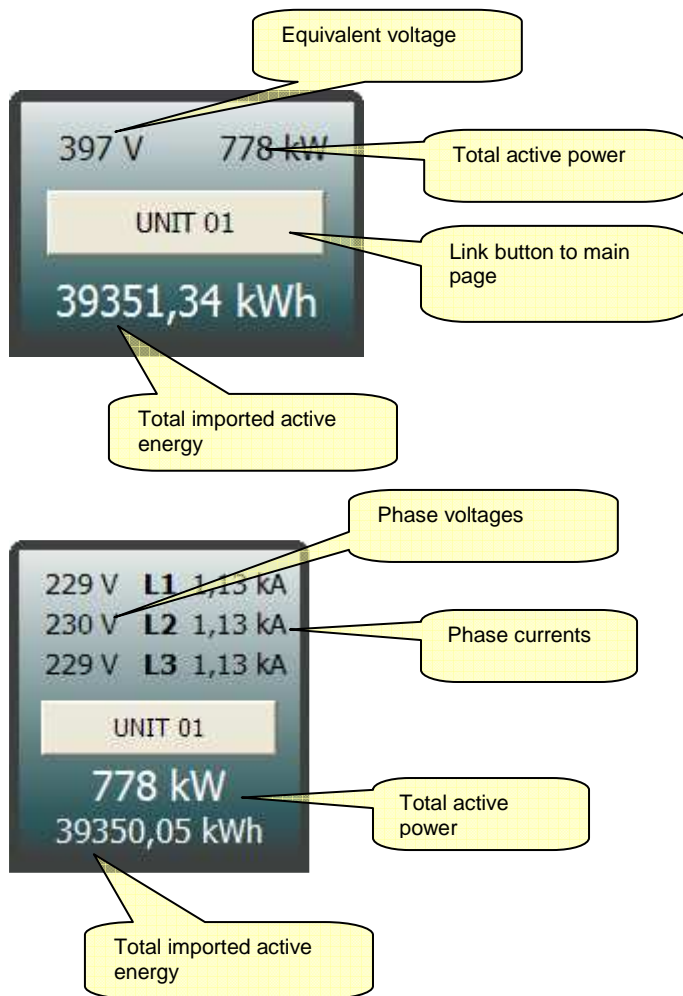 Equivalent voltage
397 V 778 kW
Total active power
UNIT 01
Link button to main
page
39351,34 kWh
Total imported active
energy
Phase voltages
229 V L1 1,13 kA
230 V L2 1,13 kA
Phase currents
229 V L3 1,13 kA
UNIT 01
778 kW
Total active
power
39350,05 kWh
Total imported active
energy